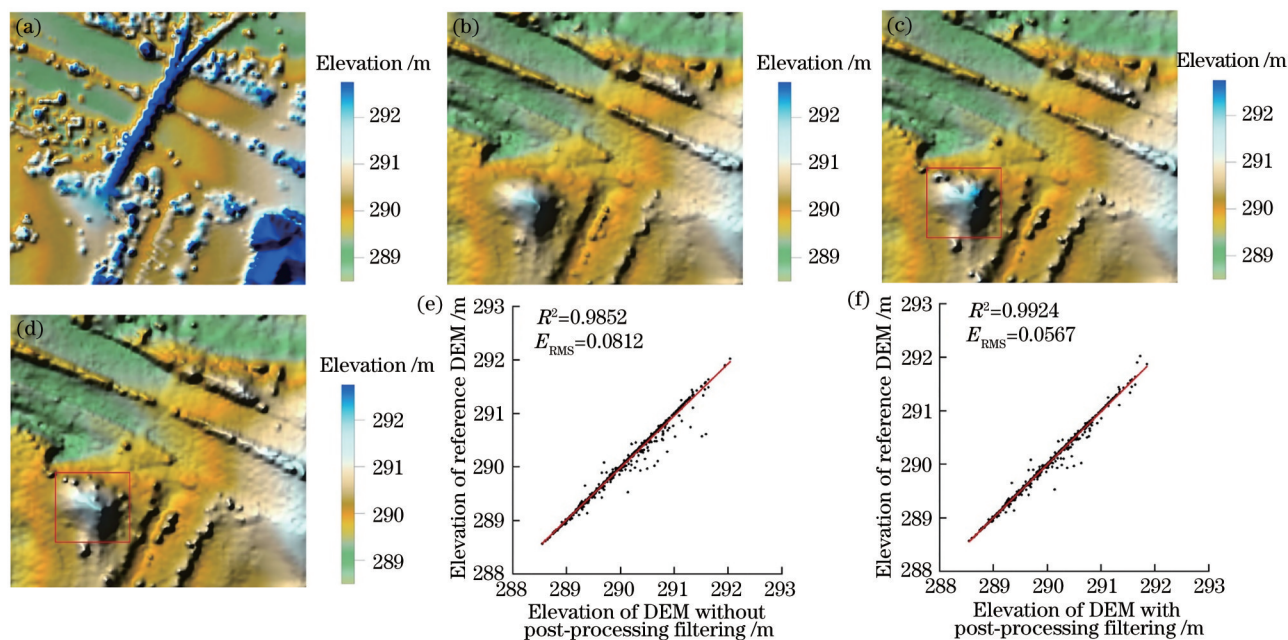 (a)
Elevation /m
292
291
290
289
(b)
Elevation /m
292
291
290
289
(c)
Elevation /m
292
291
290
289
(d)
Elevation /m
292
291
290
289
(e)
R²=0.9852
E_RMS=0.0812
Elevation of reference DEM /m
293
292
291
290
289
288
288 289 290 291 292 293
Elevation of DEM without
post-processing filtering /m
(f)
R²=0.9924
E_RMS=0.0567
Elevation of reference DEM /m
293
292
291
290
289
288
288 289 290 291 292 293
Elevation of DEM with
post-processing filtering /m